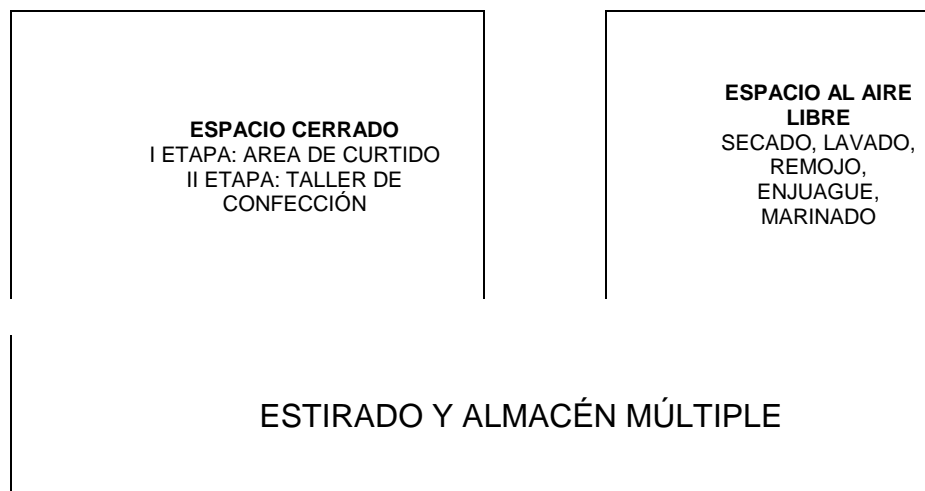 ESPACIO CERRADO
I ETAPA: AREA DE CURTIDO
II ETAPA: TALLER DE
CONFECCIÓN
ESPACIO AL AIRE
LIBRE
SECADO, LAVADO,
REMOJO,
ENJUAGUE,
MARINADO
ESTIRADO Y ALMACÉN MÚLTIPLE